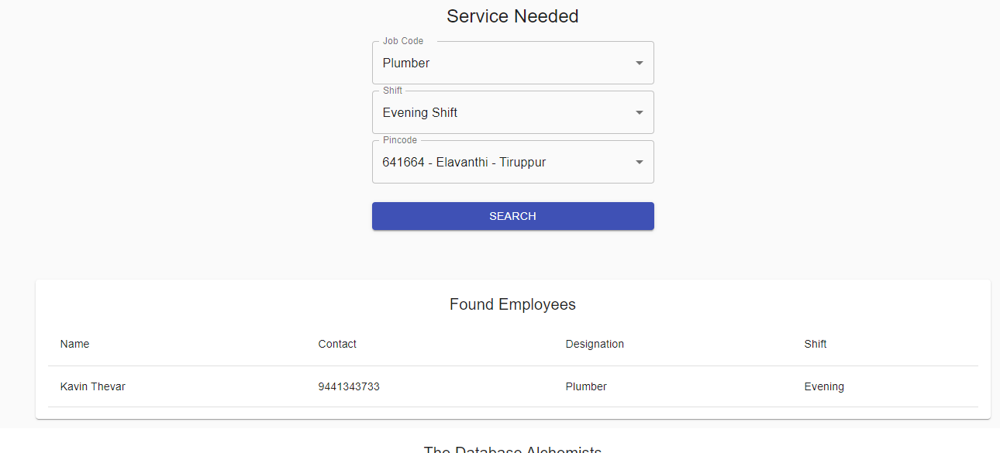 Service Needed
Job Code
Plumber
Shift
Evening Shift
Pincode
641664 - Elavanthi - Tiruppur
SEARCH
Found Employees
Name Contact Designation Shift
Kavin Thevar 9441343733 Plumber Evening
The Database Alchemists